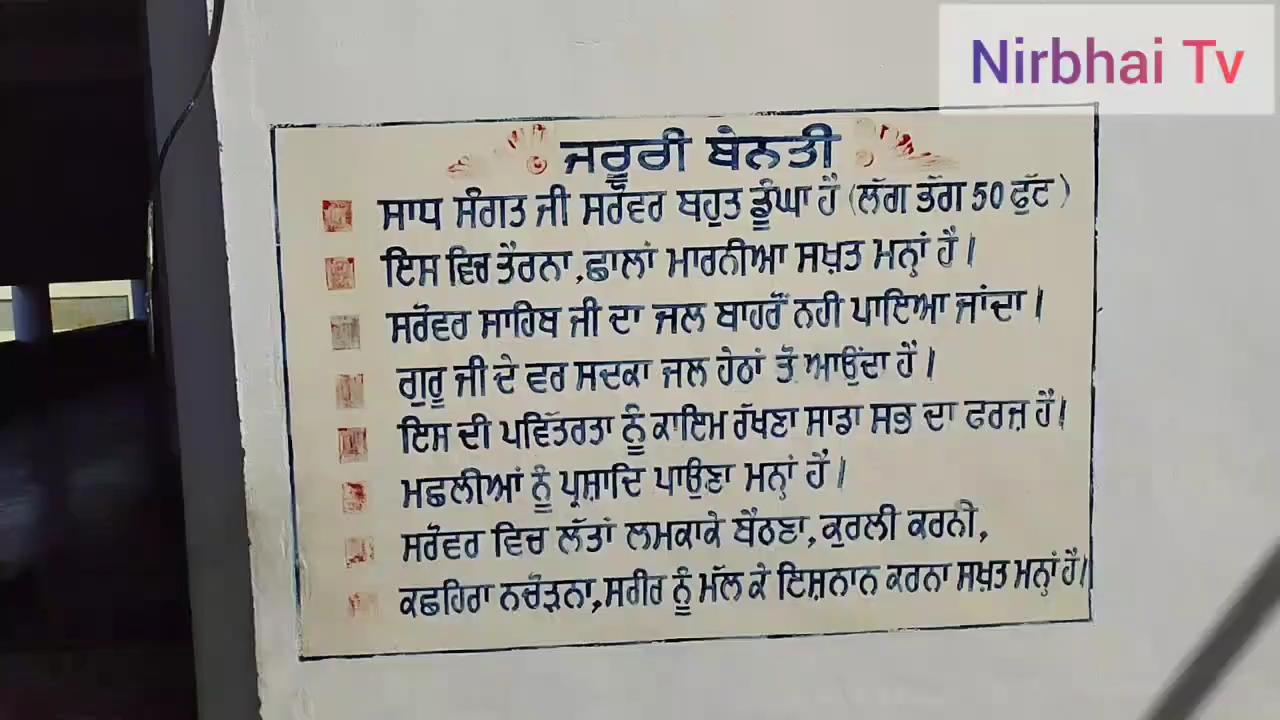 Nirbhai Tv
ਜਰੂਰੀ ਬੇਨਤੀ
ਸਾਧ ਸੰਗਤ ਜੀ ਸਰੋਵਰ ਬਹੁਤ ਡੂੰਘਾ ਹੈ (ਲੱਗ ਭੱਗ 50 ਫੁੱਟ)
ਇਸ ਵਿਚ ਤੈਰਨਾ, ਛਾਲਾਂ ਮਾਰਨੀਆ ਸਖ਼ਤ ਮਨ੍ਹਾਂ ਹੈ।
ਸਰੋਵਰ ਸਾਹਿਬ ਜੀ ਦਾ ਜਲ ਬਾਹਰੋਂ ਨਹੀ ਪਾਇਆ ਜਾਂਦਾ।
ਗੁਰੂ ਜੀ ਦੇ ਵਰ ਸਦਕਾ ਜਲ ਹੇਠਾਂ ਤੋ ਆਉਂਦਾ ਹੈ।
ਇਸ ਦੀ ਪਵਿੱਤਰਤਾ ਨੂੰ ਕਾਇਮ ਰੱਖਣਾ ਸਾਡਾ ਸਭ ਦਾ ਫਰਜ਼ ਹੈ।
ਮਛਲੀਆਂ ਨੂੰ ਪ੍ਰਸ਼ਾਦਿ ਪਾਉਣਾ ਮਨ੍ਹਾਂ ਹੈ।
ਸਰੋਵਰ ਵਿਚ ਲੱਤਾਂ ਲਮਕਾਕੇ ਬੈਠਣਾ, ਕੁਰਲੀ ਕਰਨੀ,
ਕਛਹਿਰਾ ਨਚੋੜਨਾ, ਸਰੀਰ ਨੂੰ ਮੱਲ ਕੇ ਇਸ਼ਨਾਨ ਕਰਨਾ ਸਖ਼ਤ ਮਨ੍ਹਾਂ ਹੈ।